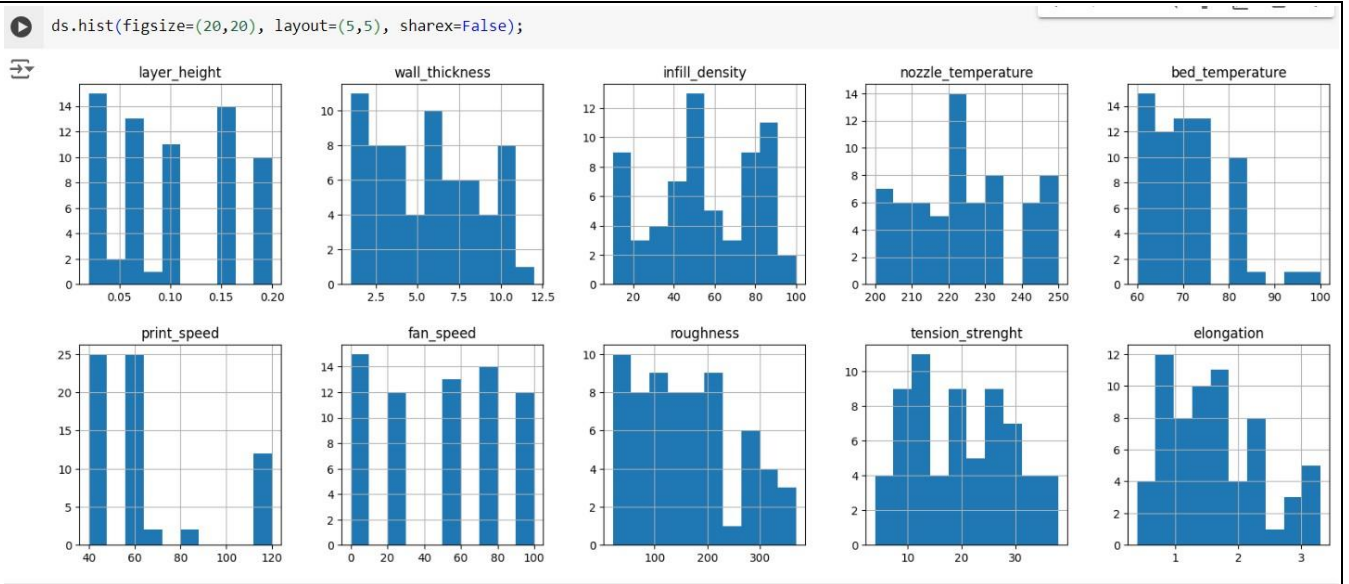 ds.hist(figsize=(20,20), layout=(5,5), sharex=False);
layer_height wall_thickness infill_density nozzle_temperature bed_temperature
14 12 10 8 6 4 2 0
0.05 0.10 0.15 0.20
10 8 6 4 2 0
2.5 5.0 7.5 10.0 12.5
12 10 8 6 4 2 0
20 40 60 80 100
14 12 10 8 6 4 2 0
200 210 220 230 240 250
14 12 10 8 6 4 2 0
60 70 80 90 100
print_speed fan_speed roughness tension_strenght elongation
25 20 15 10 5 0
40 60 80 100 120
14 12 10 8 6 4 2 0
0 20 40 60 80 100
10 8 6 4 2 0
100 200 300
10 8 6 4 2 0
10 20 30
12 10 8 6 4 2 0
1 2 3